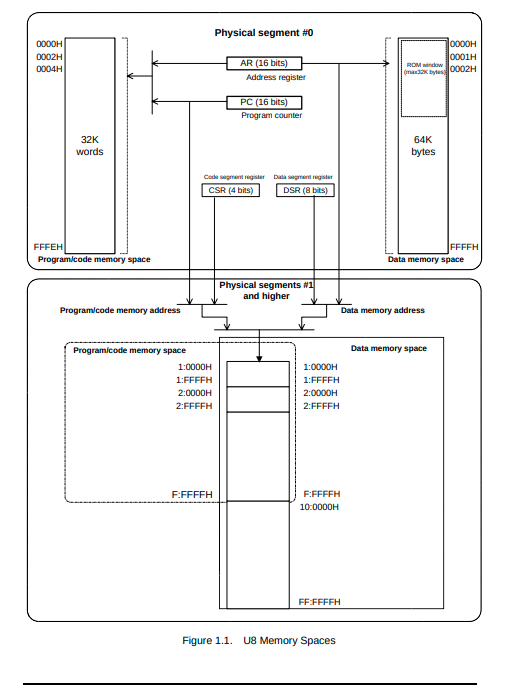 Physical segment #0
0000H
0002H
0004H
AR (16 bits)
Address register
PC (16 bits)
Program counter
ROM window
(max32K bytes)
0000H
0001H
0002H
32K
words
64K
bytes
Code segment register
Data segment register
CSR (4 bits)
DSR (8 bits)
FFFEH
FFFFH
Program/code memory space
Data memory space
Physical segments #1
and higher
Program/code memory address
Data memory address
Program/code memory space
Data memory space
1:0000H
1:FFFFH
2:0000H
2:FFFFH
1:0000H
1:FFFFH
2:0000H
2:FFFFH
F:FFFFH
F:FFFFH
10:0000H
FF:FFFFH
Figure 1.1. U8 Memory Spaces